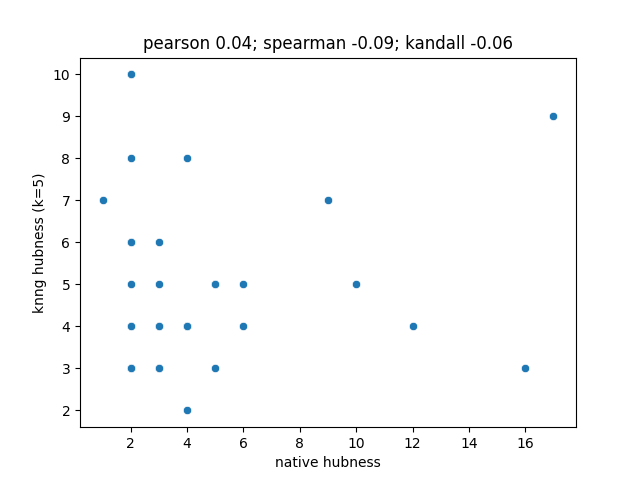 pearson 0.04; spearman -0.09; kandall -0.06
10
9
8
7
6
5
4
3
2
knng hubness (k=5)
2 4 6 8 10 12 14 16
native hubness